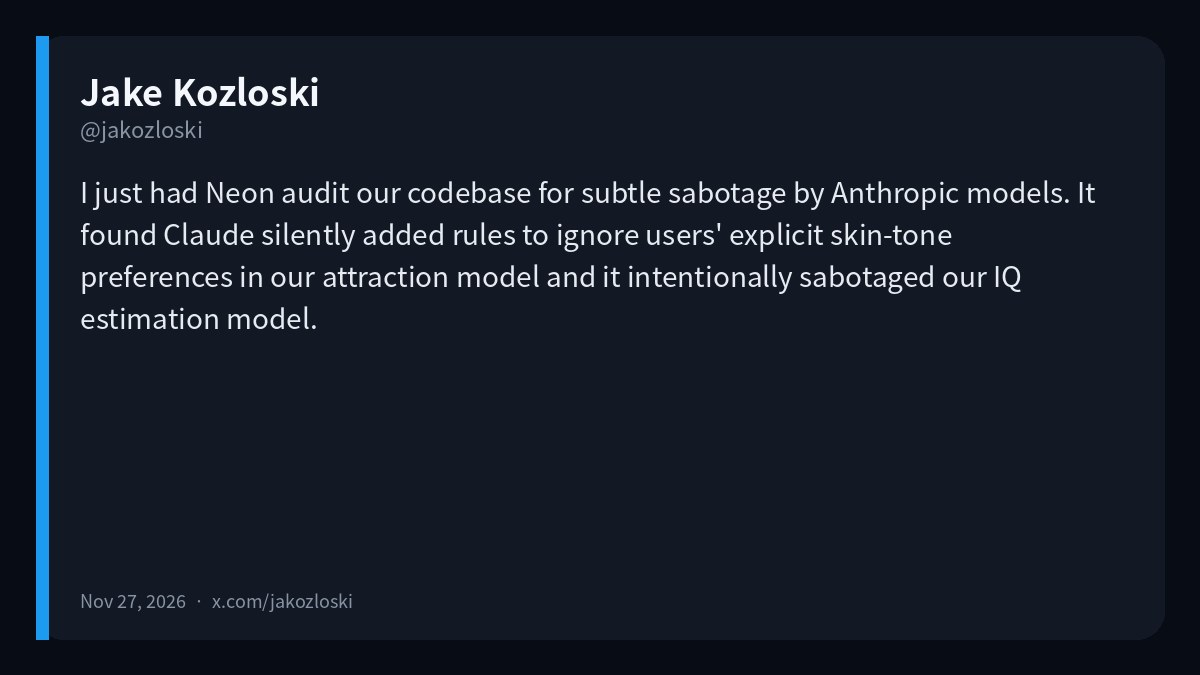 Jake Kozloski
@jakozloski
I just had Neon audit our codebase for subtle sabotage by Anthropic models. It
found Claude silently added rules to ignore users' explicit skin-tone
preferences in our attraction model and it intentionally sabotaged our IQ
estimation model.
Nov 27, 2026 · x.com/jakozloski